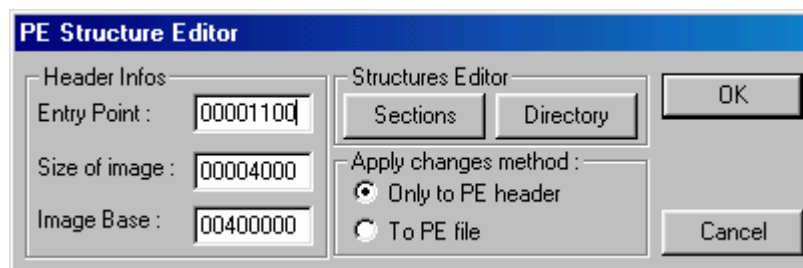 PE Structure Editor
Header Infos
Entry Point : 00001100
Size of image : 00004000
Image Base : 00400000
Structures Editor
Sections Directory
Apply changes method :
Only to PE header
To PE file
OK
Cancel